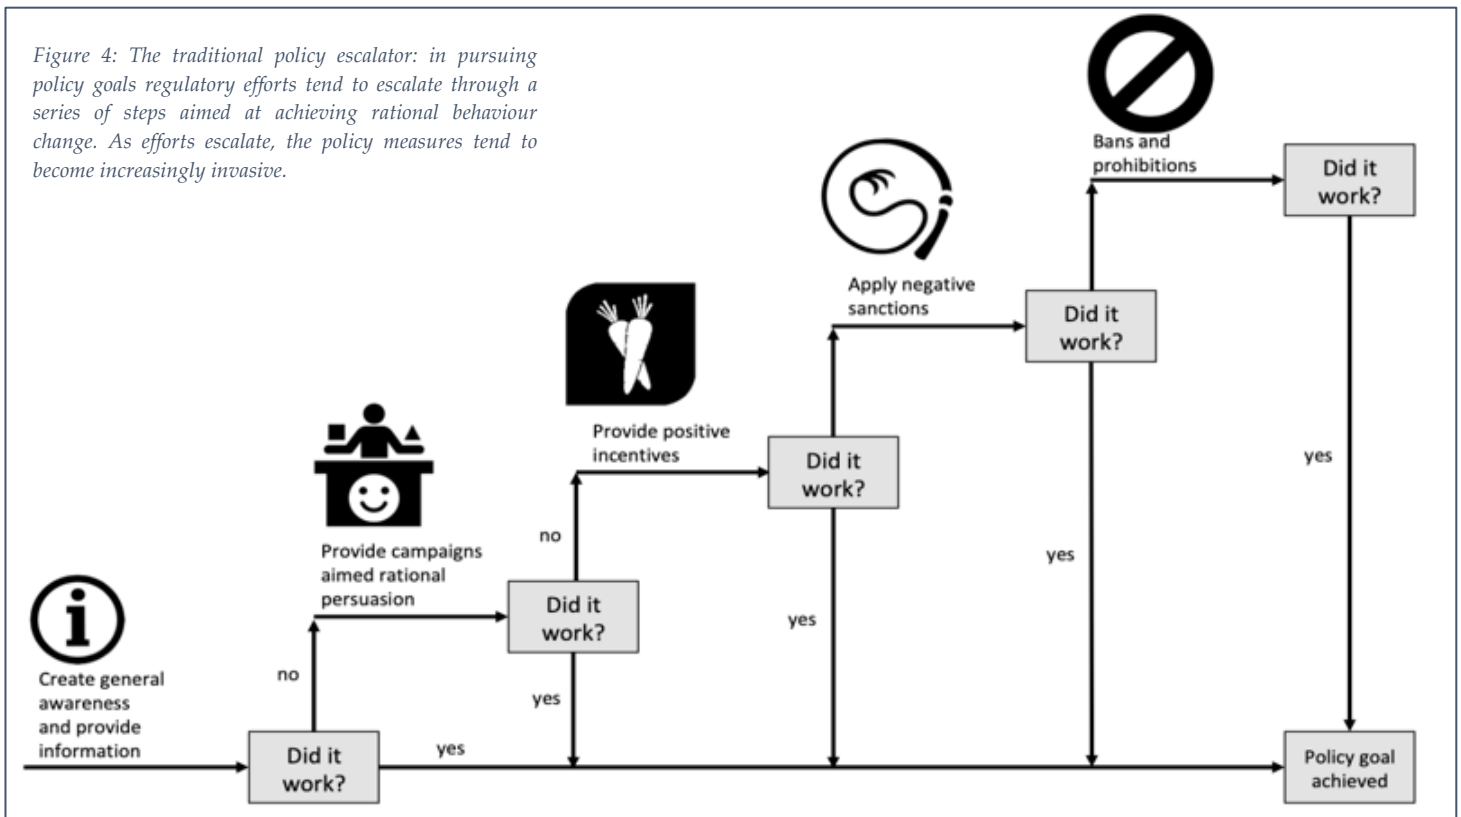 Figure 4: The traditional policy escalator: in pursuing
policy goals regulatory efforts tend to escalate through a
series of steps aimed at achieving rational behaviour
change. As efforts escalate, the policy measures tend to
become increasingly invasive.
Bans and
prohibitions
Did it
work?
Apply negative
sanctions
Did it
work?
Provide positive
incentives
Did it
work?
yes
no
Provide campaigns
aimed rational
persuasion
yes
Did it
work?
yes
i
Create general
awareness
and provide
information
no
yes
Did it
work?
yes
Policy goal
achieved